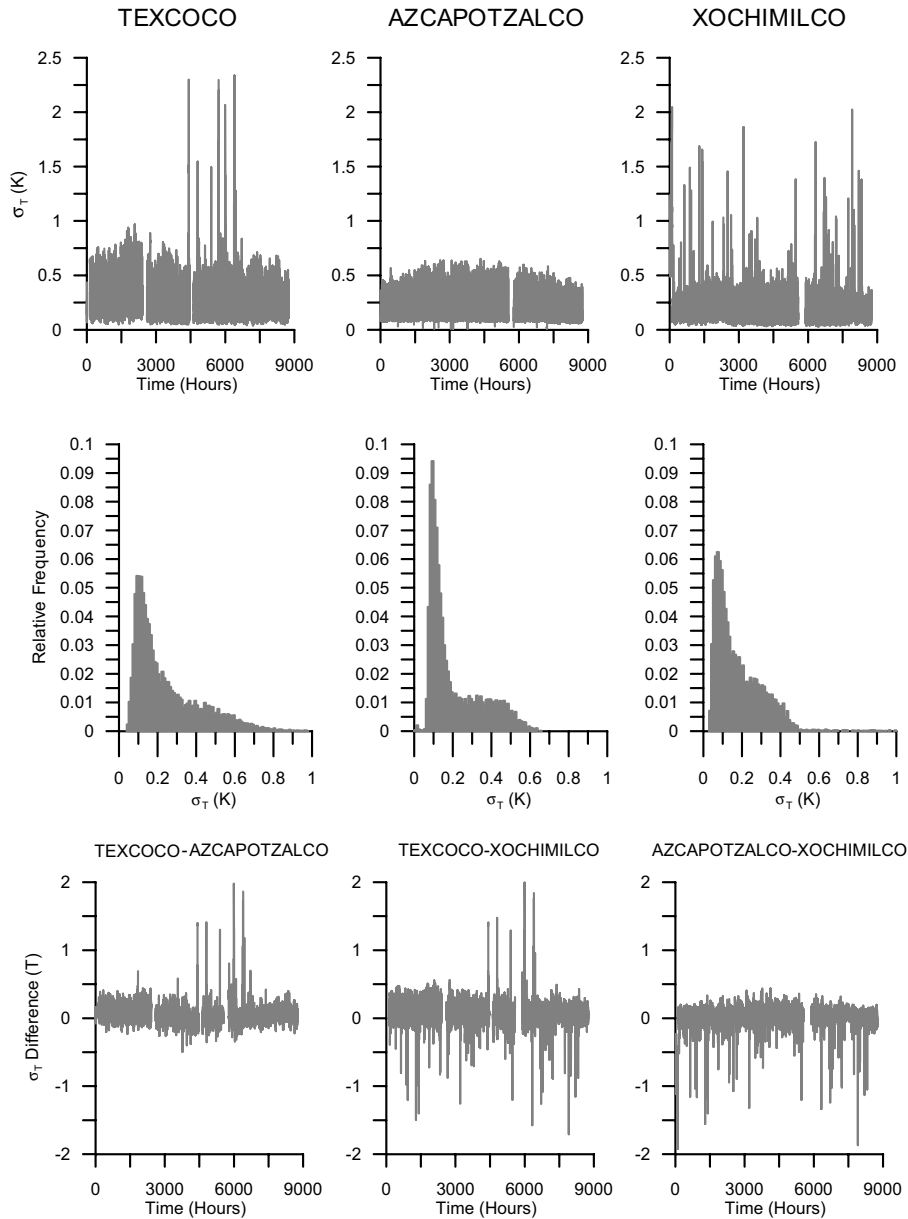 TEXCOCO AZCAPOTZALCO XOCHIMILCO
2.5 2.5 2.5
2 2 2
1.5 1.5 1.5
σT (K)
1 1 1
0.5 0.5 0.5
0 0 0
0 3000 6000 9000 0 3000 6000 9000 0 3000 6000 9000
Time (Hours) Time (Hours) Time (Hours)
0.1 0.1 0.1
0.09 0.09 0.09
0.08 0.08 0.08
0.07 0.07 0.07
0.06 0.06 0.06
Relative Frequency
0.05 0.05 0.05
0.04 0.04 0.04
0.03 0.03 0.03
0.02 0.02 0.02
0.01 0.01 0.01
0 0 0
0 0.2 0.4 0.6 0.8 1 0 0.2 0.4 0.6 0.8 1 0 0.2 0.4 0.6 0.8 1
σT (K) σT (K) σT (K)
TEXCOCO-AZCAPOTZALCO TEXCOCO-XOCHIMILCO AZCAPOTZALCO-XOCHIMILCO
2 2 2
1 1 1
σT Difference (T)
0 0 0
-1 -1 -1
-2 -2 -2
0 3000 6000 9000 0 3000 6000 9000 0 3000 6000 9000
Time (Hours) Time (Hours) Time (Hours)